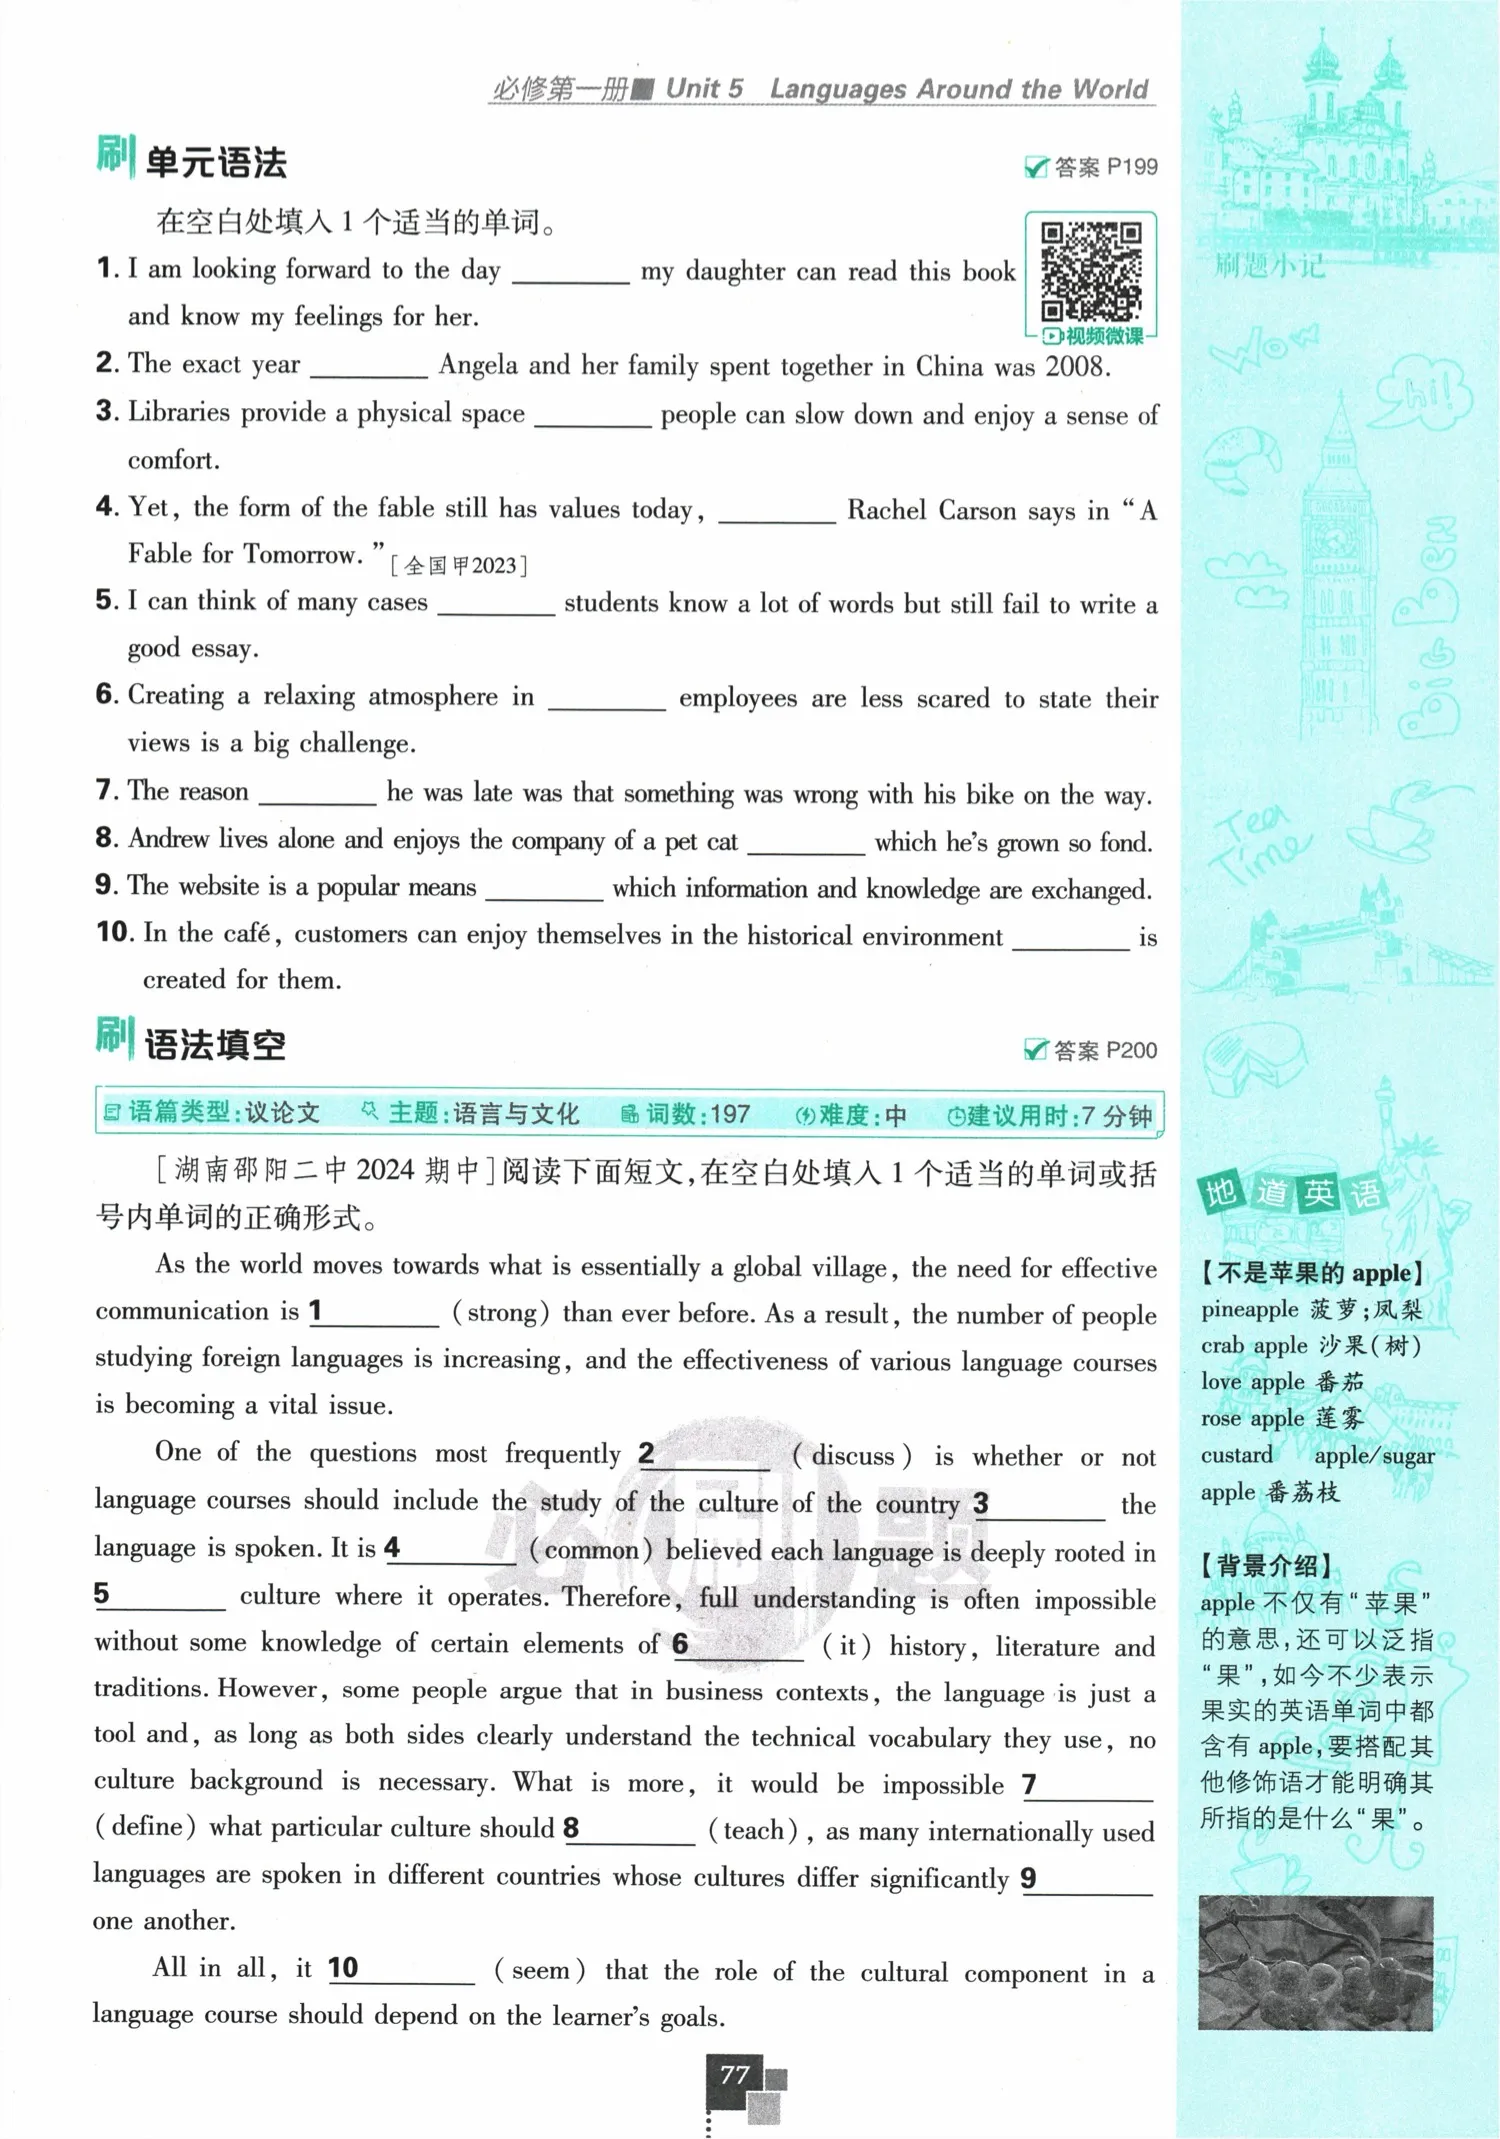 必修第一册■ Unit 5 Languages Around the World
刷 单元语法
答案 P199
在空白处填入 1 个适当的单词。
视频微课
1. I am looking forward to the day ________ my daughter can read this book
and know my feelings for her.
2. The exact year ________ Angela and her family spent together in China was 2008.
3. Libraries provide a physical space ________ people can slow down and enjoy a sense of
comfort.
4. Yet, the form of the fable still has values today, ________ Rachel Carson says in “A
Fable for Tomorrow.” [全国甲2023]
5. I can think of many cases ________ students know a lot of words but still fail to write a
good essay.
6. Creating a relaxing atmosphere in ________ employees are less scared to state their
views is a big challenge.
7. The reason ________ he was late was that something was wrong with his bike on the way.
8. Andrew lives alone and enjoys the company of a pet cat ________ which he’s grown so fond.
9. The website is a popular means ________ which information and knowledge are exchanged.
10. In the café, customers can enjoy themselves in the historical environment ________ is
created for them.
刷 语法填空
答案 P200
语篇类型:议论文 主题:语言与文化 词数:197 难度:中 建议用时:7 分钟
[湖南邵阳二中 2024 期中]阅读下面短文,在空白处填入 1 个适当的单词或括
号内单词的正确形式。
As the world moves towards what is essentially a global village, the need for effective
communication is 1________ (strong) than ever before. As a result, the number of people
studying foreign languages is increasing, and the effectiveness of various language courses
is becoming a vital issue.
One of the questions most frequently 2________ (discuss) is whether or not
language courses should include the study of the culture of the country 3________ the
language is spoken. It is 4________ (common) believed each language is deeply rooted in
5________ culture where it operates. Therefore, full understanding is often impossible
without some knowledge of certain elements of 6________ (it) history, literature and
traditions. However, some people argue that in business contexts, the language is just a
tool and, as long as both sides clearly understand the technical vocabulary they use, no
culture background is necessary. What is more, it would be impossible 7________
(define) what particular culture should 8________ (teach), as many internationally used
languages are spoken in different countries whose cultures differ significantly 9________
one another.
All in all, it 10________ (seem) that the role of the cultural component in a
language course should depend on the learner’s goals.
必刷题
77
刷题小记
Wow
hi!
Big Ben
Tea
Time
地道英语
【不是苹果的 apple】
pineapple 菠萝;凤梨
crab apple 沙果(树)
love apple 番茄
rose apple 莲雾
custard apple/sugar
apple 番荔枝
【背景介绍】
apple 不仅有“苹果”
的意思,还可以泛指
“果”,如今不少表示
果实的英语单词中都
含有 apple,要搭配其
他修饰语才能明确其
所指的是什么“果”。